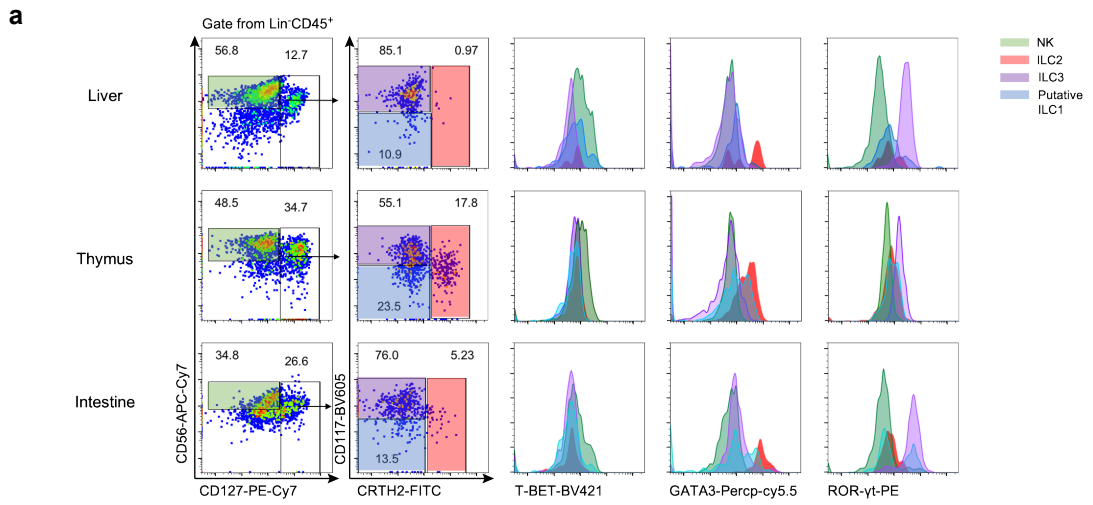 a
Gate from Lin⁻CD45⁺
NK
ILC2
ILC3
Putative
ILC1
Liver
56.8
12.7
85.1
0.97
10.9
Thymus
48.5
34.7
55.1
17.8
23.5
Intestine
34.8
26.6
76.0
5.23
13.5
CD56-APC-Cy7
CD117-BV605
CD127-PE-Cy7
CRTH2-FITC
T-BET-BV421
GATA3-Percp-cy5.5
ROR-γt-PE